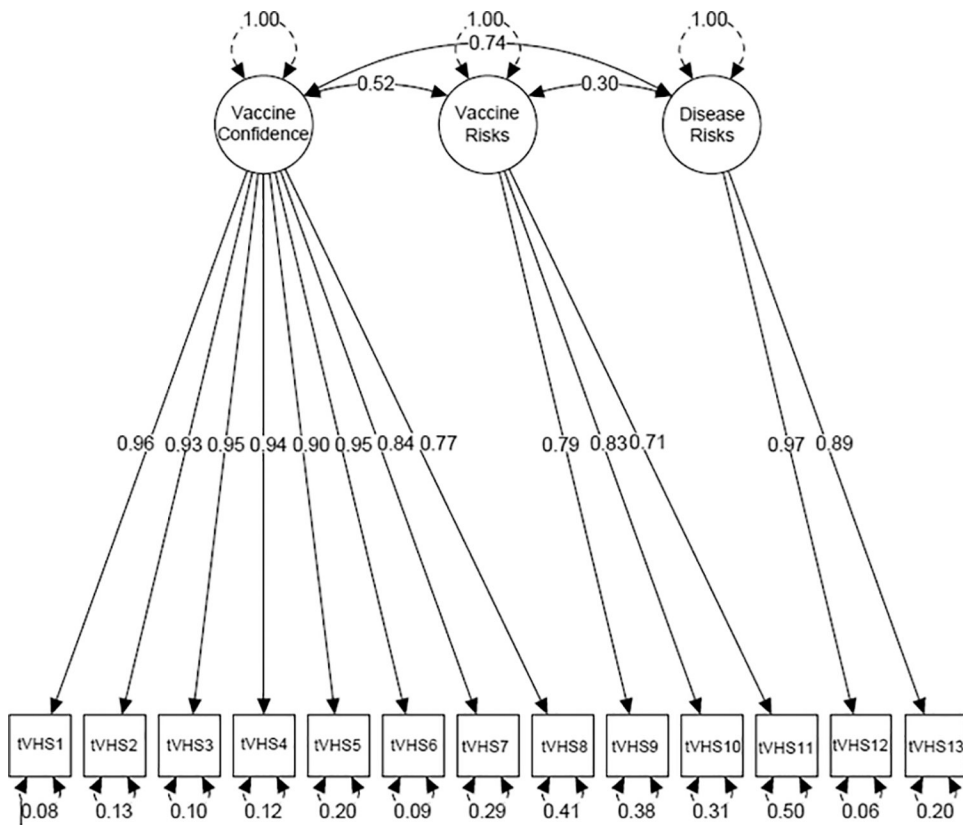 1.00 1.00 1.00
0.74
0.52 0.30
Vaccine
Confidence
Vaccine
Risks
Disease
Risks
0.96 0.93 0.95 0.94 0.90 0.95 0.84 0.77 0.79 0.83 0.71 0.97 0.89
tVHS1 tVHS2 tVHS3 tVHS4 tVHS5 tVHS6 tVHS7 tVHS8 tVHS9 tVHS10 tVHS11 tVHS12 tVHS13
0.08 0.13 0.10 0.12 0.20 0.09 0.29 0.41 0.38 0.31 0.50 0.06 0.20